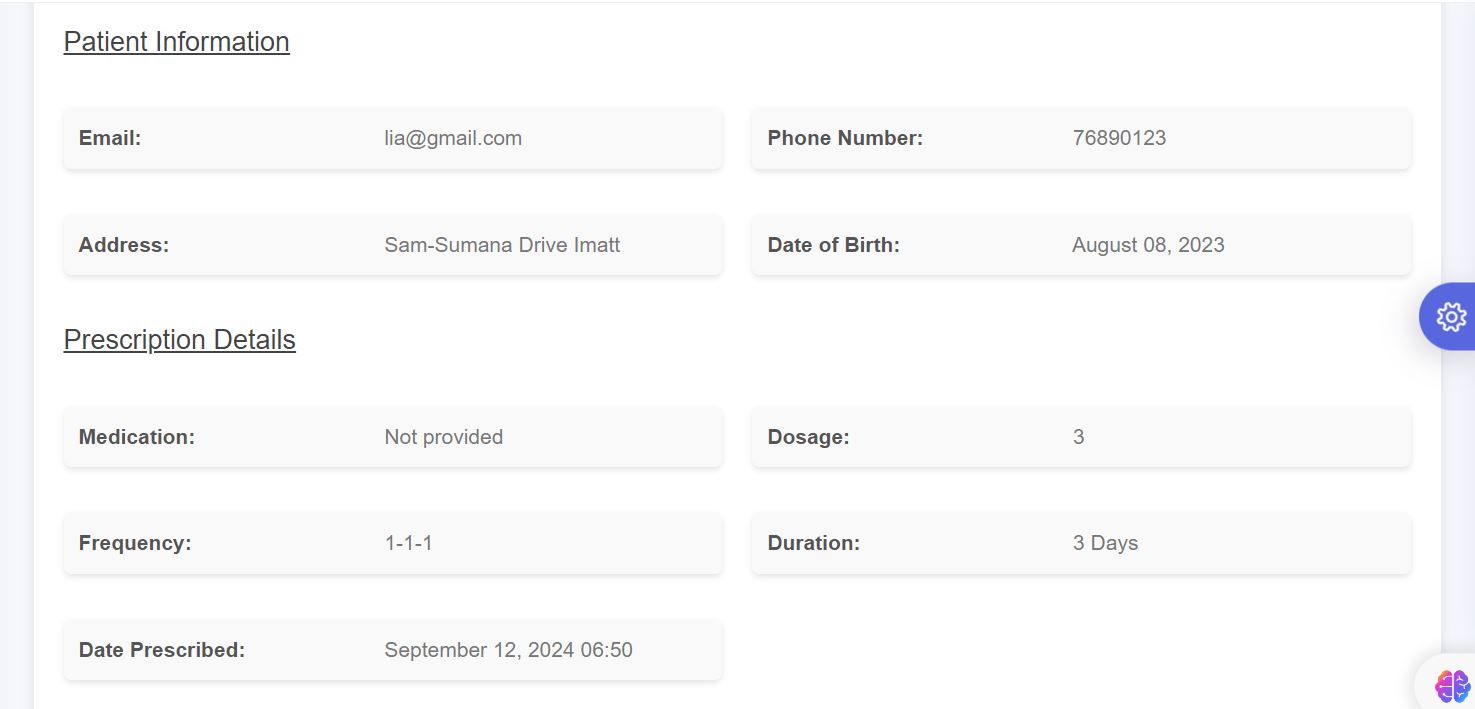 Patient Information
Email: lia@gmail.com Phone Number: 76890123
Address: Sam-Sumana Drive Imatt Date of Birth: August 08, 2023
Prescription Details
Medication: Not provided Dosage: 3
Frequency: 1-1-1 Duration: 3 Days
Date Prescribed: September 12, 2024 06:50